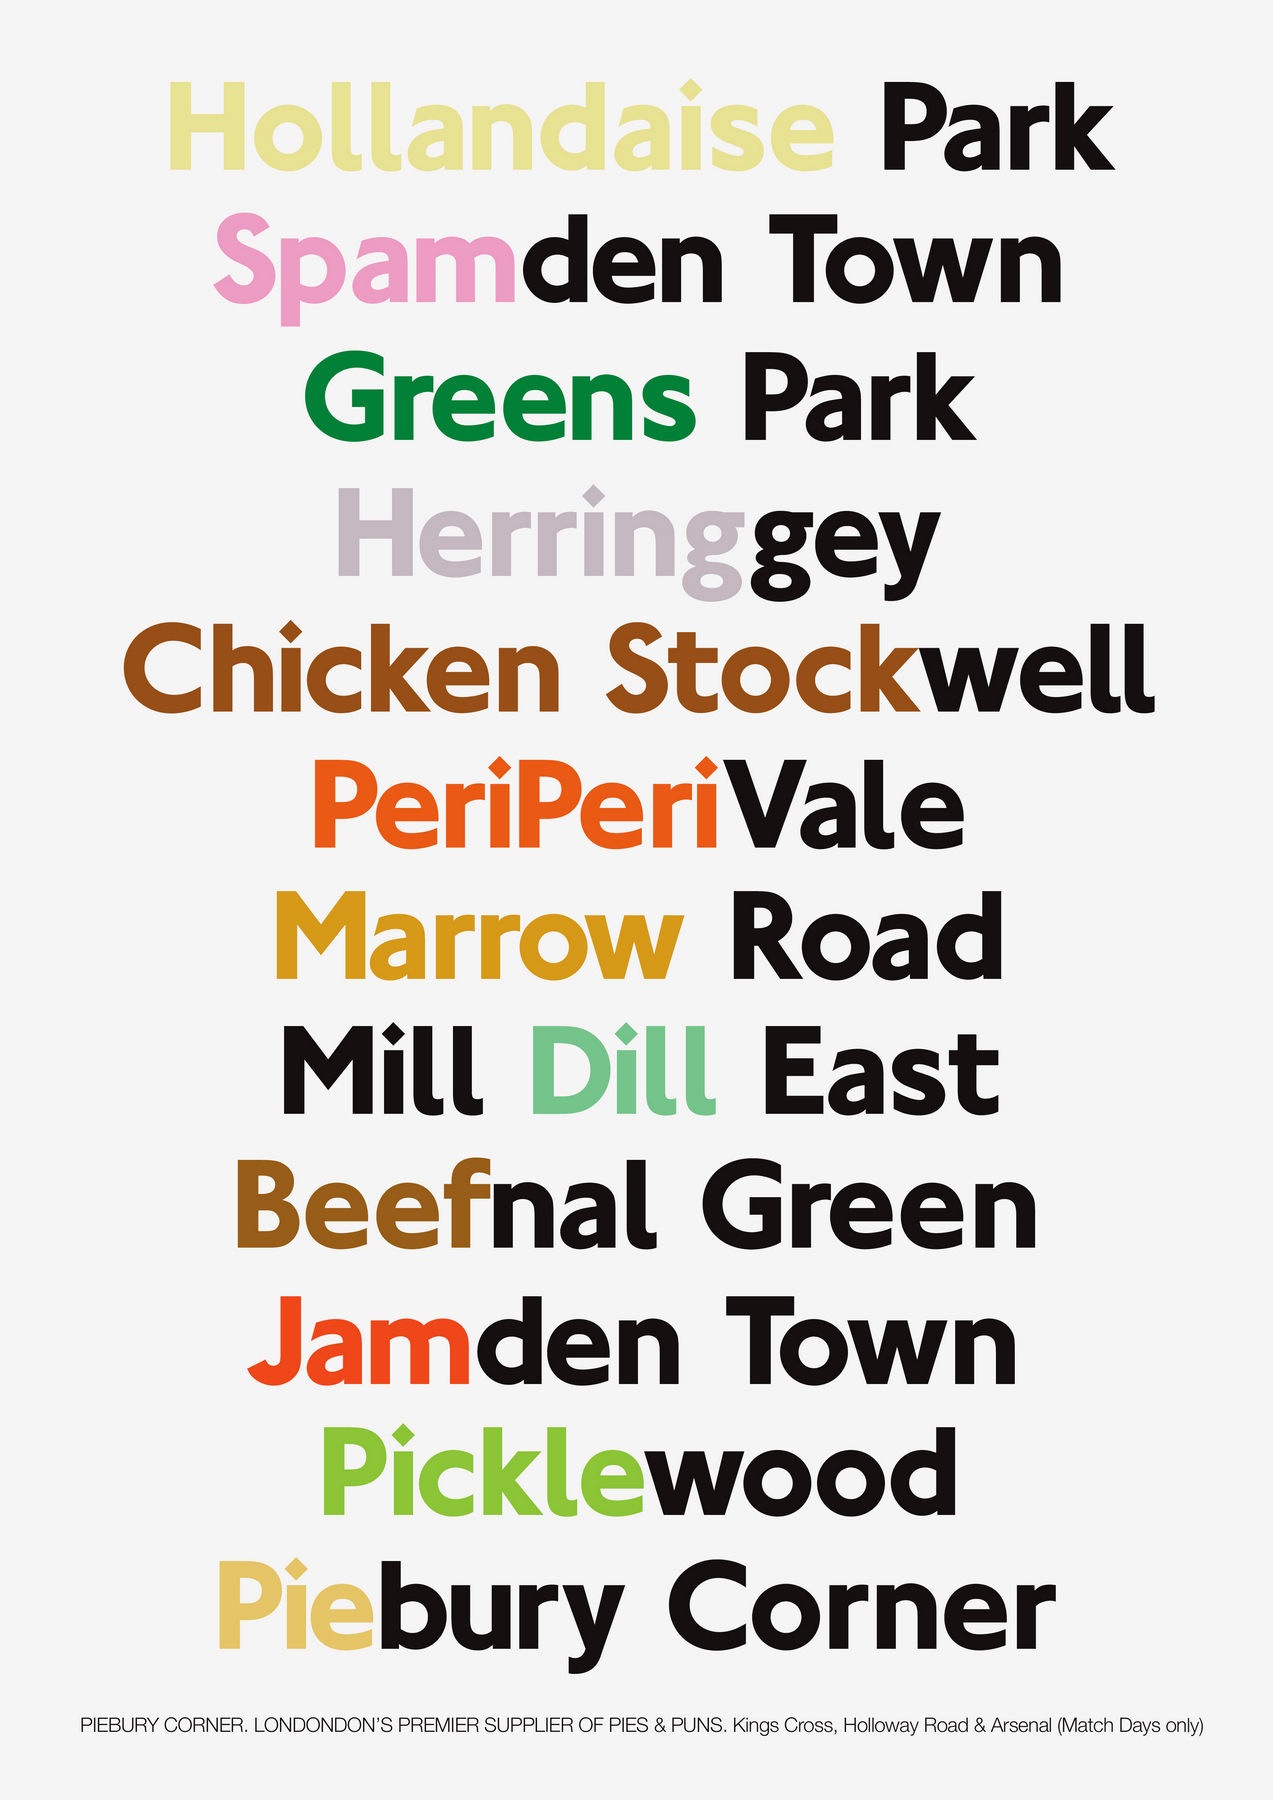 Hollandaise Park
Spamden Town
Greens Park
Herringgey
Chicken Stockwell
PeriPeriVale
Marrow Road
Mill Dill East
Beefnal Green
Jamden Town
Picklewood
Piebury Corner
PIEBURY CORNER. LONDONDON’S PREMIER SUPPLIER OF PIES & PUNS. Kings Cross, Holloway Road & Arsenal (Match Days only)